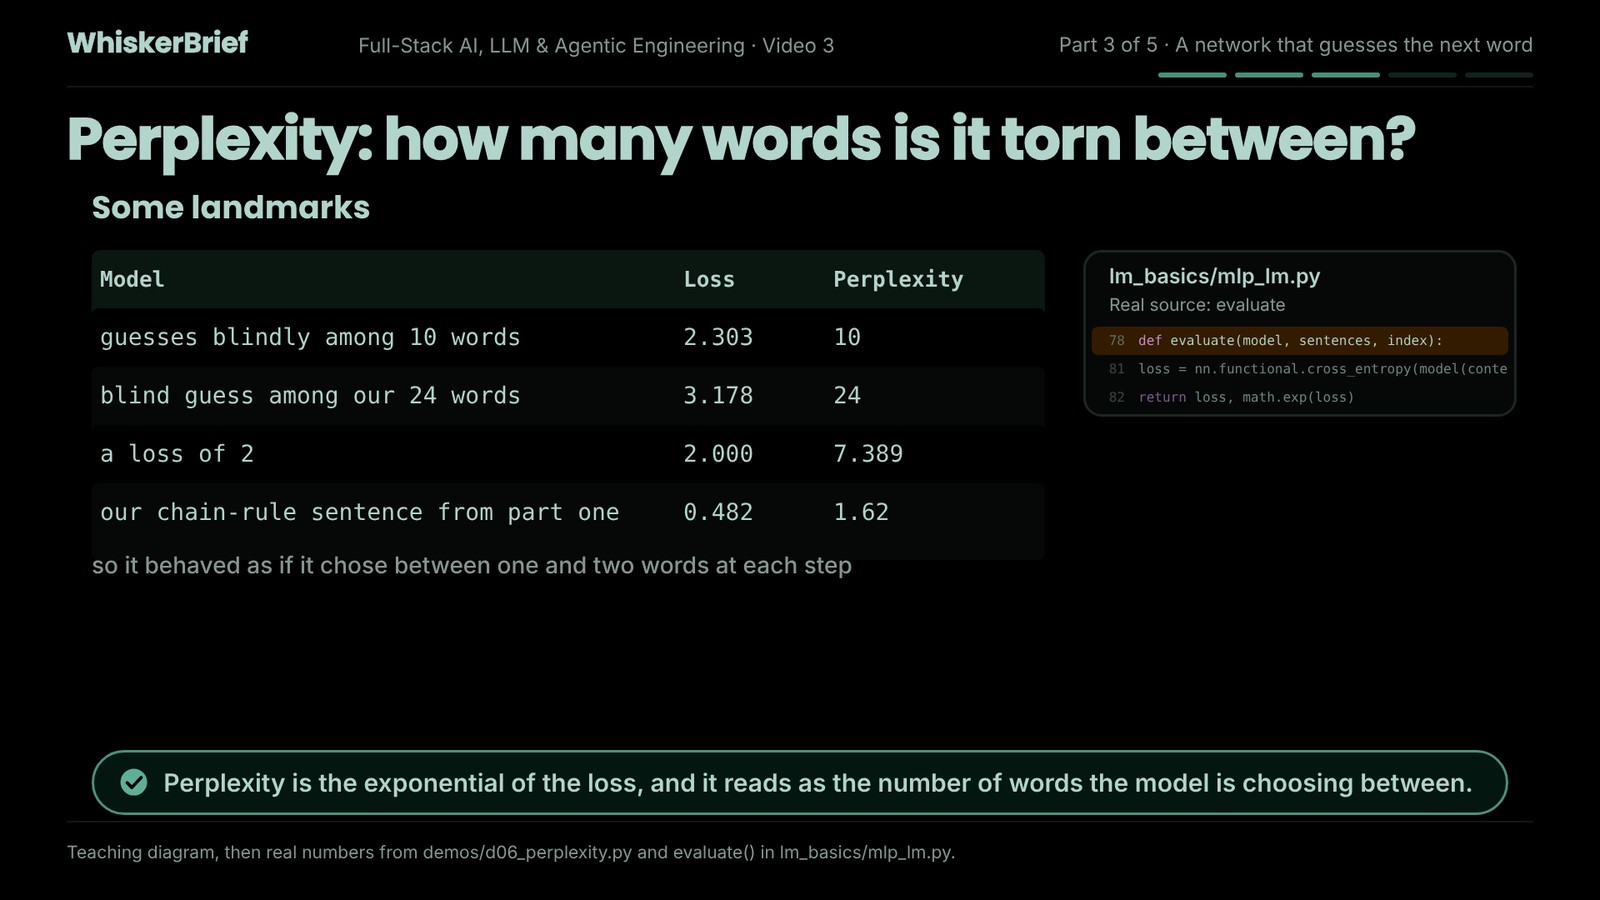 WhiskerBrief
Full-Stack AI, LLM & Agentic Engineering · Video 3
Part 3 of 5 · A network that guesses the next word
Perplexity: how many words is it torn between?
Some landmarks
Model Loss Perplexity
guesses blindly among 10 words 2.303 10
blind guess among our 24 words 3.178 24
a loss of 2 2.000 7.389
our chain-rule sentence from part one 0.482 1.62
so it behaved as if it chose between one and two words at each step
lm_basics/mlp_lm.py
Real source: evaluate
78 def evaluate(model, sentences, index):
81 loss = nn.functional.cross_entropy(model(conte
82 return loss, math.exp(loss)
Perplexity is the exponential of the loss, and it reads as the number of words the model is choosing between.
Teaching diagram, then real numbers from demos/d06_perplexity.py and evaluate() in lm_basics/mlp_lm.py.